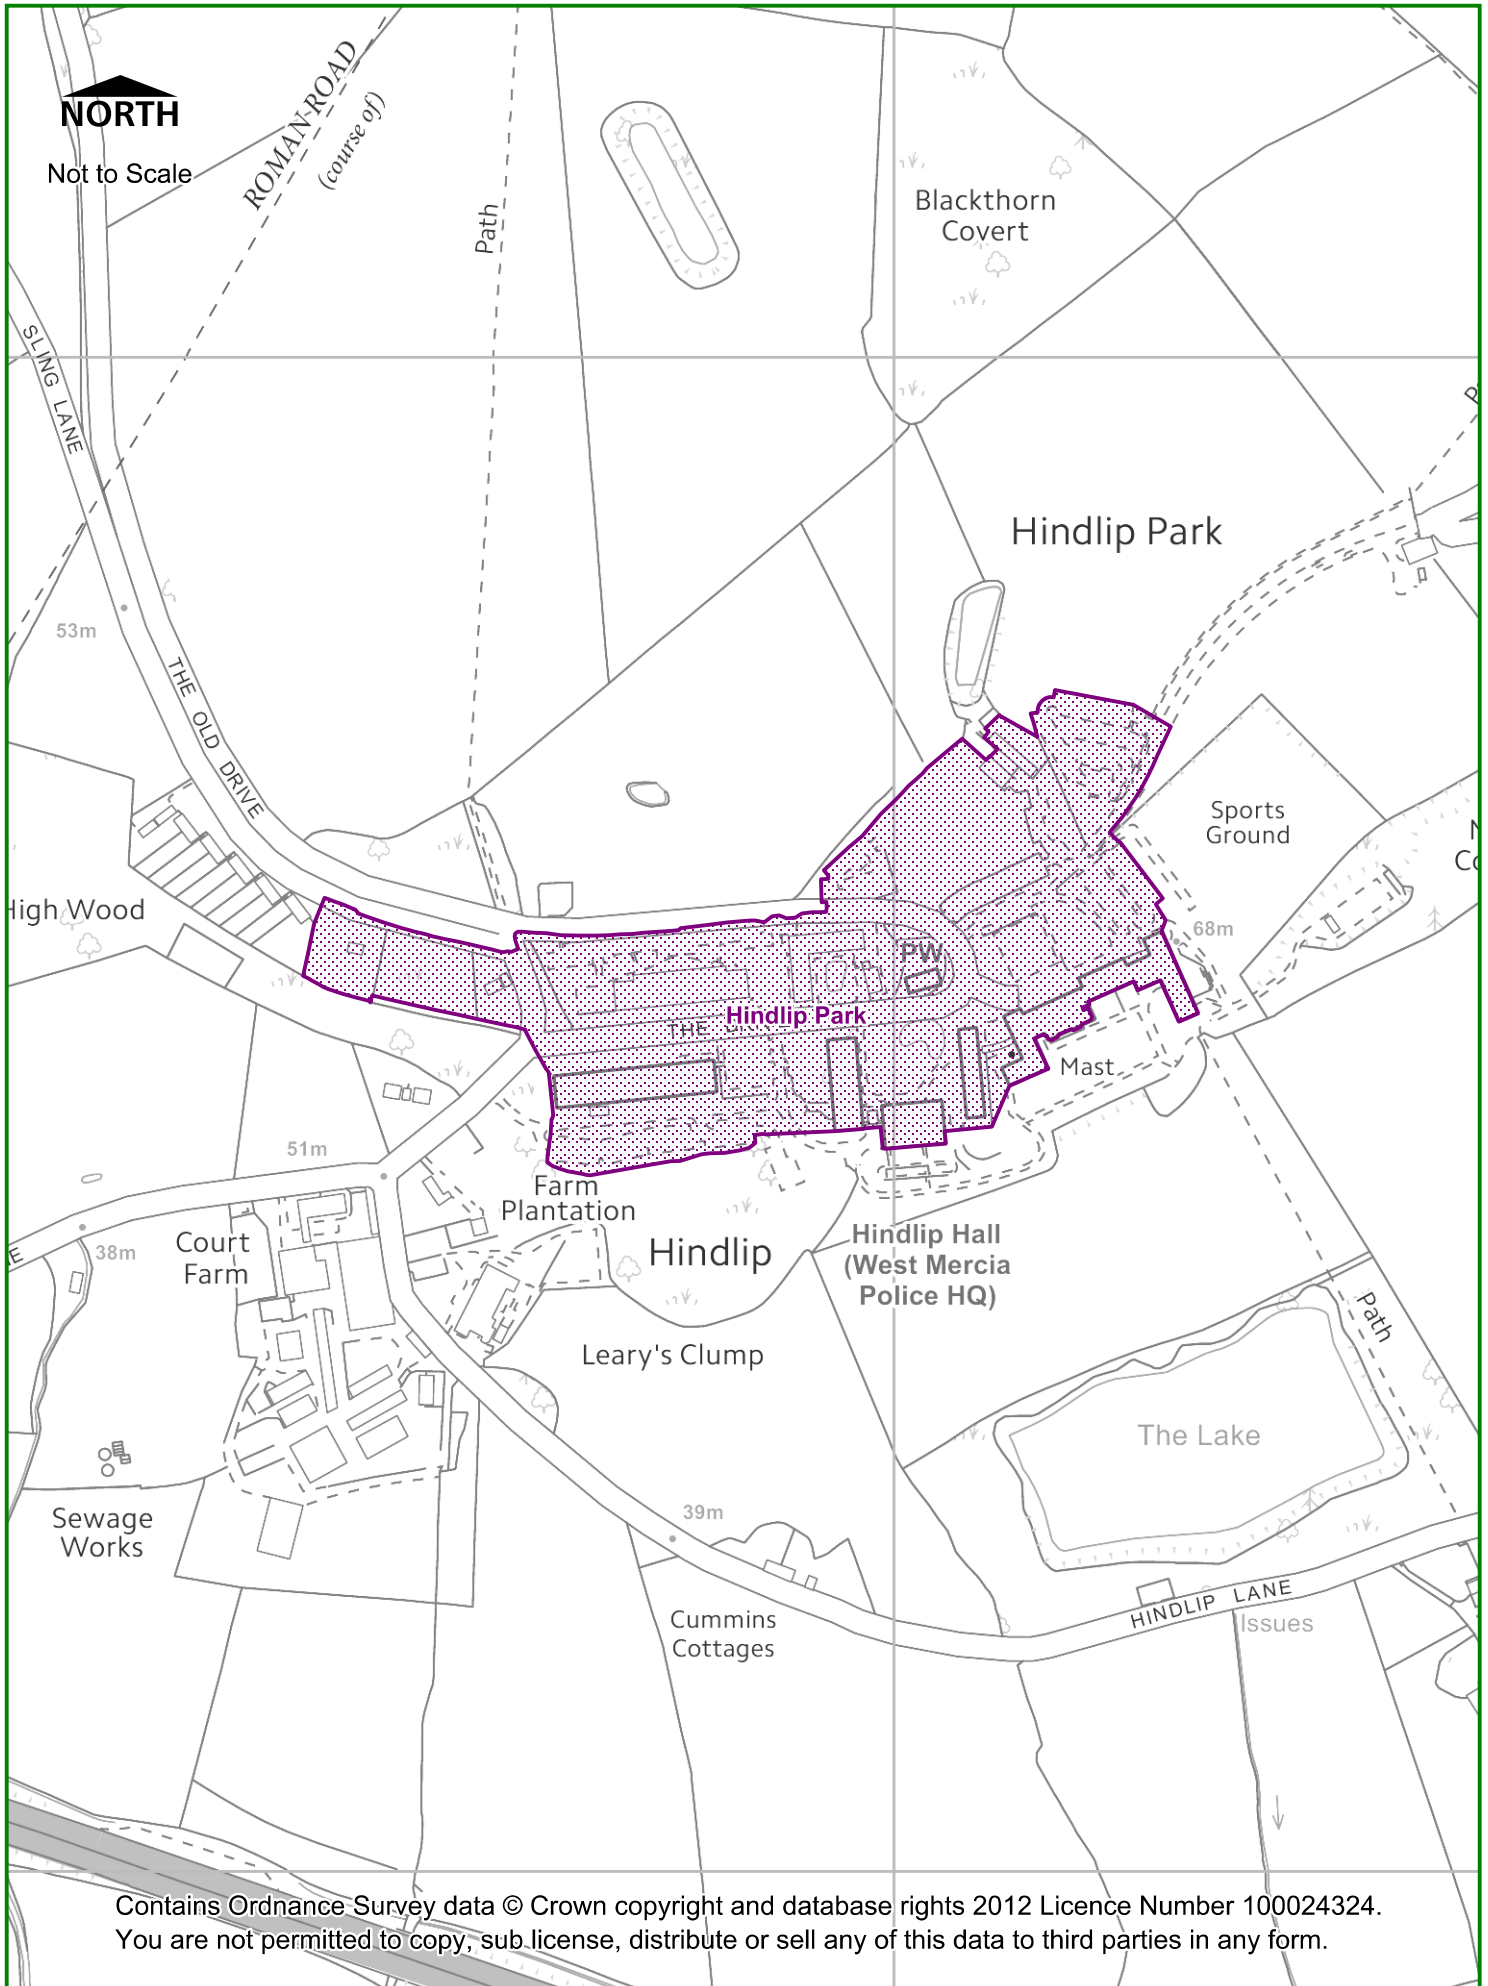 NORTH
Not to Scale
ROMAN ROAD
(course of)
Path
Blackthorn
Covert
SLING LANE
Hindlip Park
53m
THE OLD DRIVE
Sports
Ground
High Wood
68m
PW
Hindlip Park
THE
Mast
51m
Farm
Plantation
38m
Court
Farm
Hindlip
Hindlip Hall
(West Mercia
Police HQ)
Path
Leary's Clump
The Lake
Sewage
Works
39m
Cummins
Cottages
HINDLIP LANE
Issues
Contains Ordnance Survey data © Crown copyright and database rights 2012 Licence Number 100024324.
You are not permitted to copy, sub license, distribute or sell any of this data to third parties in any form.